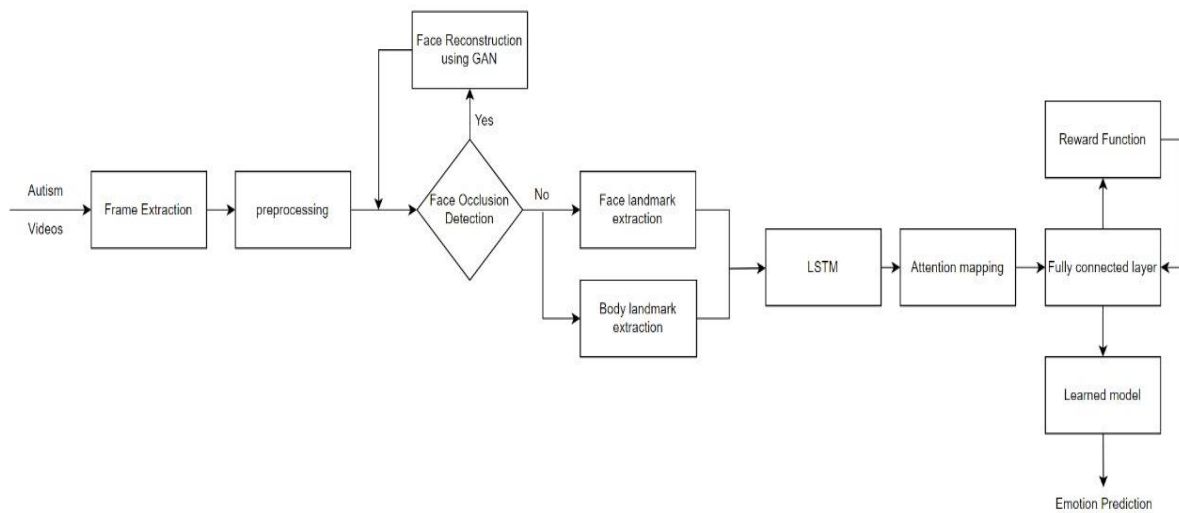 Autism
Videos
Frame Extraction
preprocessing
Face Reconstruction
using GAN
Yes
Face Occlusion
Detection
No
Face landmark
extraction
Body landmark
extraction
LSTM
Attention mapping
Reward Function
Fully connected layer
Learned model
Emotion Prediction